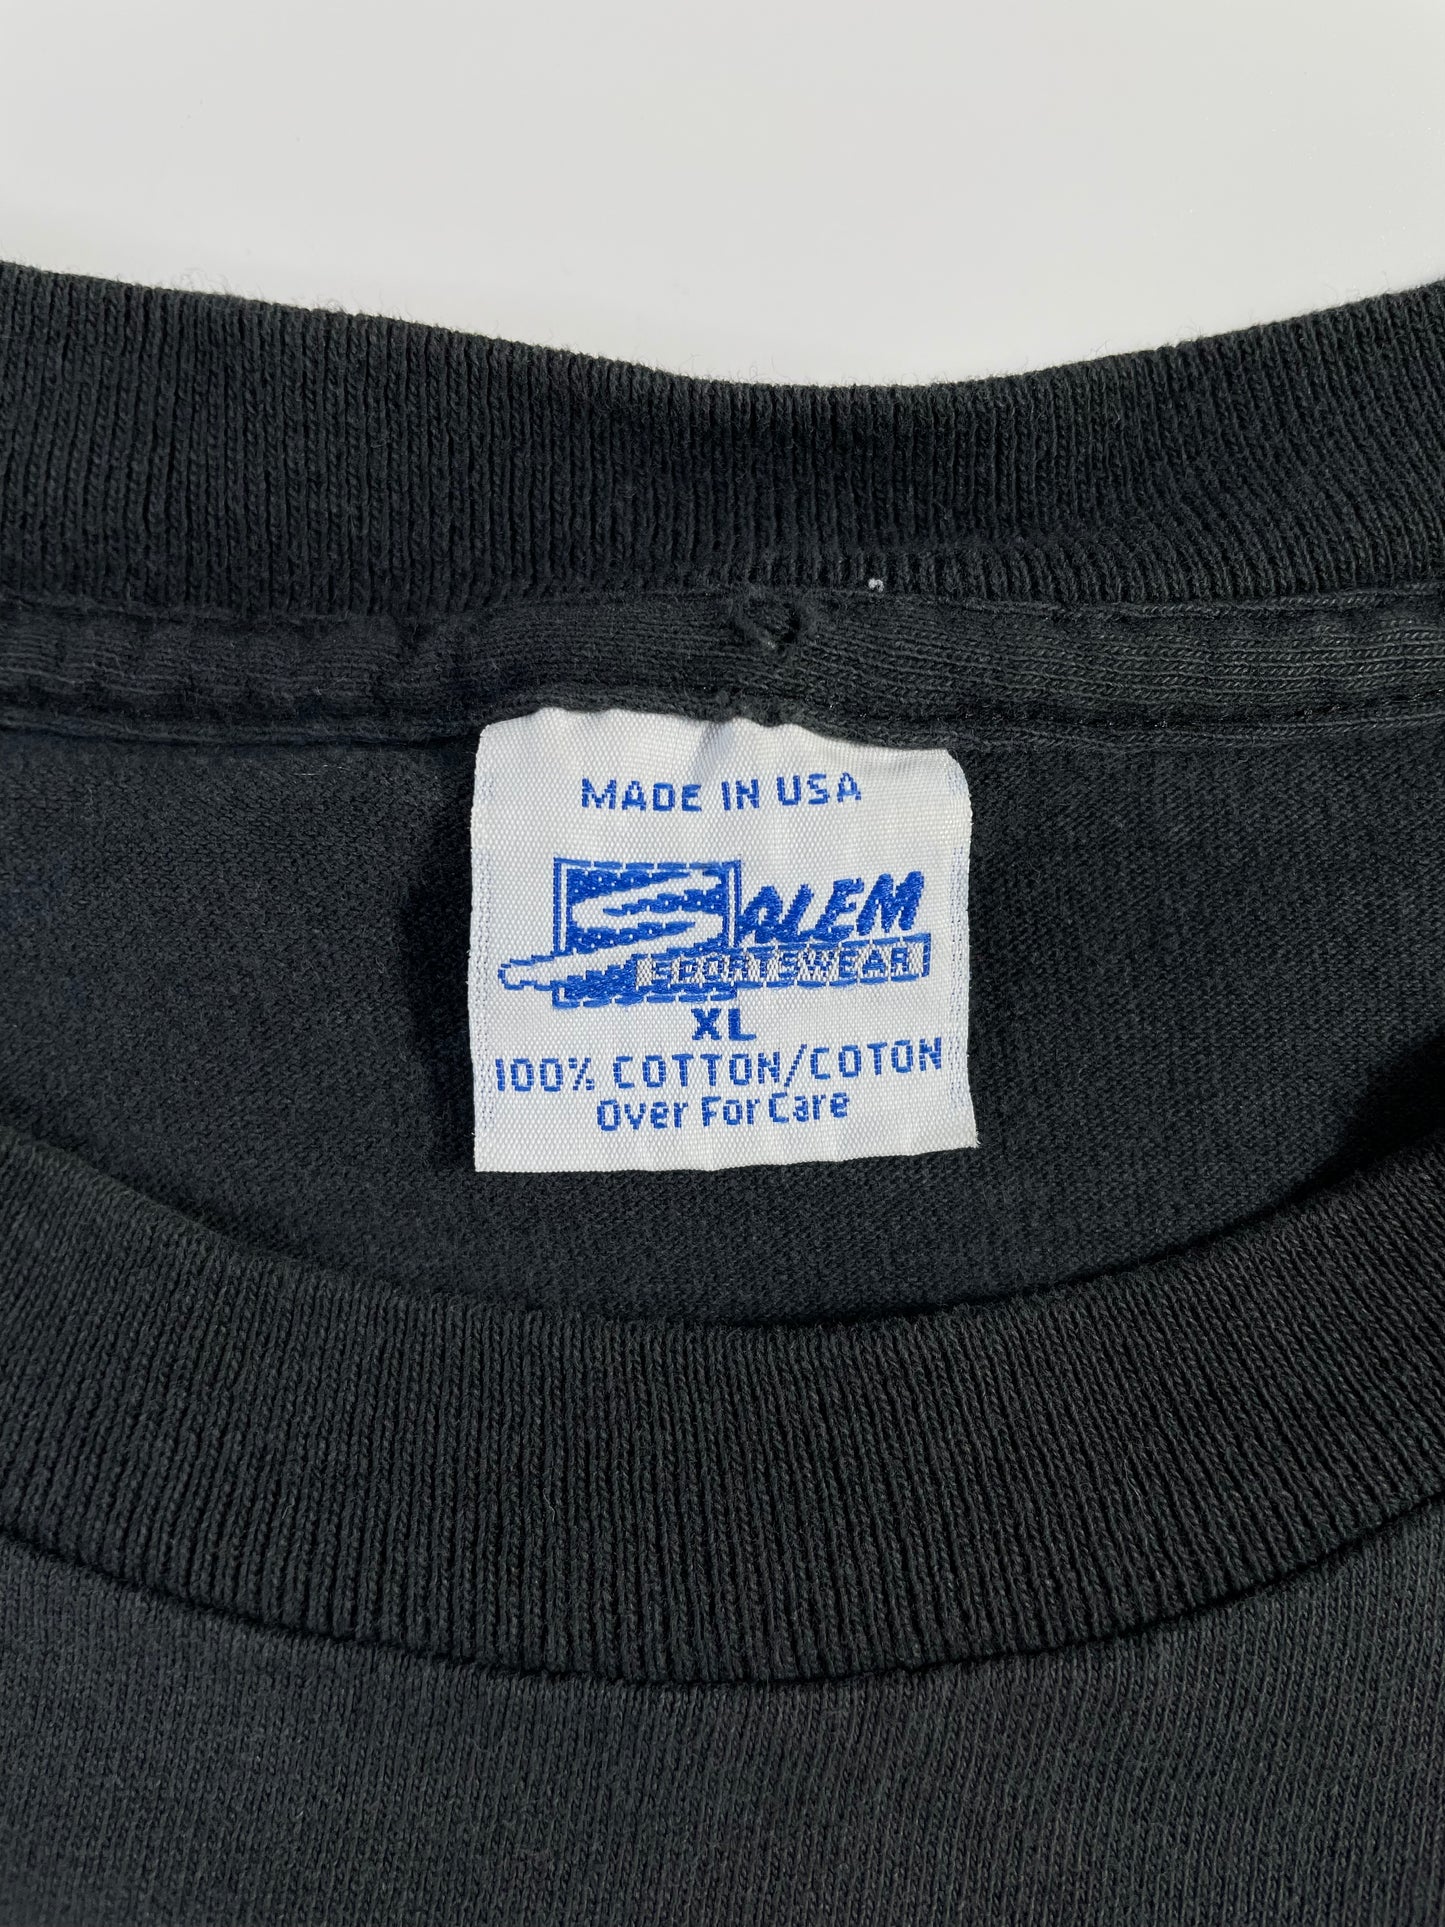 MADE IN USA
SALEM
SPORTSWEAR
XL
100% COTTON/COTON
Over For Care